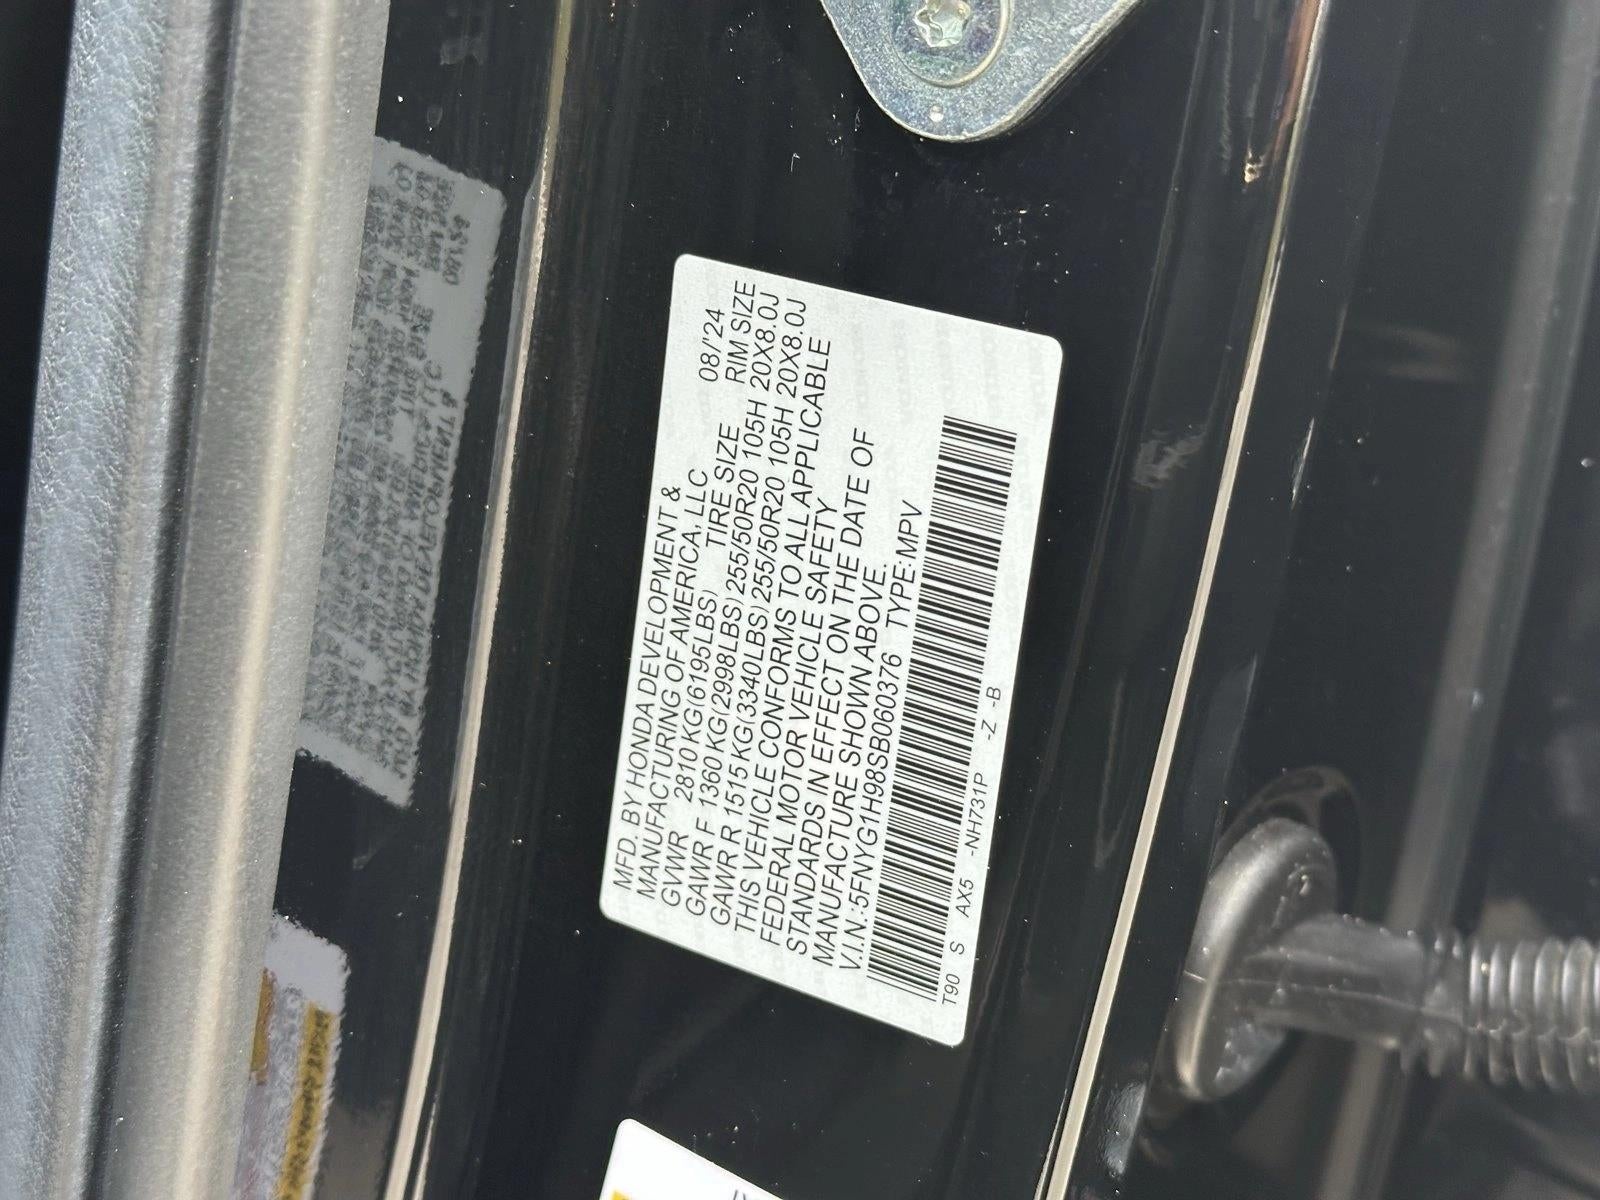 MFD. BY HONDA DEVELOPMENT &
MANUFACTURING OF AMERICA, LLC 08/'24
GVWR 2810 KG(6195LBS) TIRE SIZE RIM SIZE
GAWR F 1360 KG(2998LBS) 255/50R20 105H 20X8.0J
GAWR R 1515 KG(3340LBS) 255/50R20 105H 20X8.0J
THIS VEHICLE CONFORMS TO ALL APPLICABLE
FEDERAL MOTOR VEHICLE SAFETY
STANDARDS IN EFFECT ON THE DATE OF
MANUFACTURE SHOWN ABOVE.
V.I.N.:5FNYG1H98SB060376 TYPE:MPV
T90 S AX5 -NH731P -Z -B